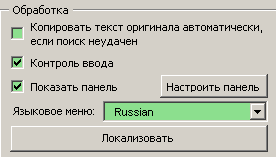 Обработка
Копировать текст оригинала автоматически,
если поиск неудачен
Контроль ввода
Показать панель Настроить панель
Языковое меню: Russian
Локализовать